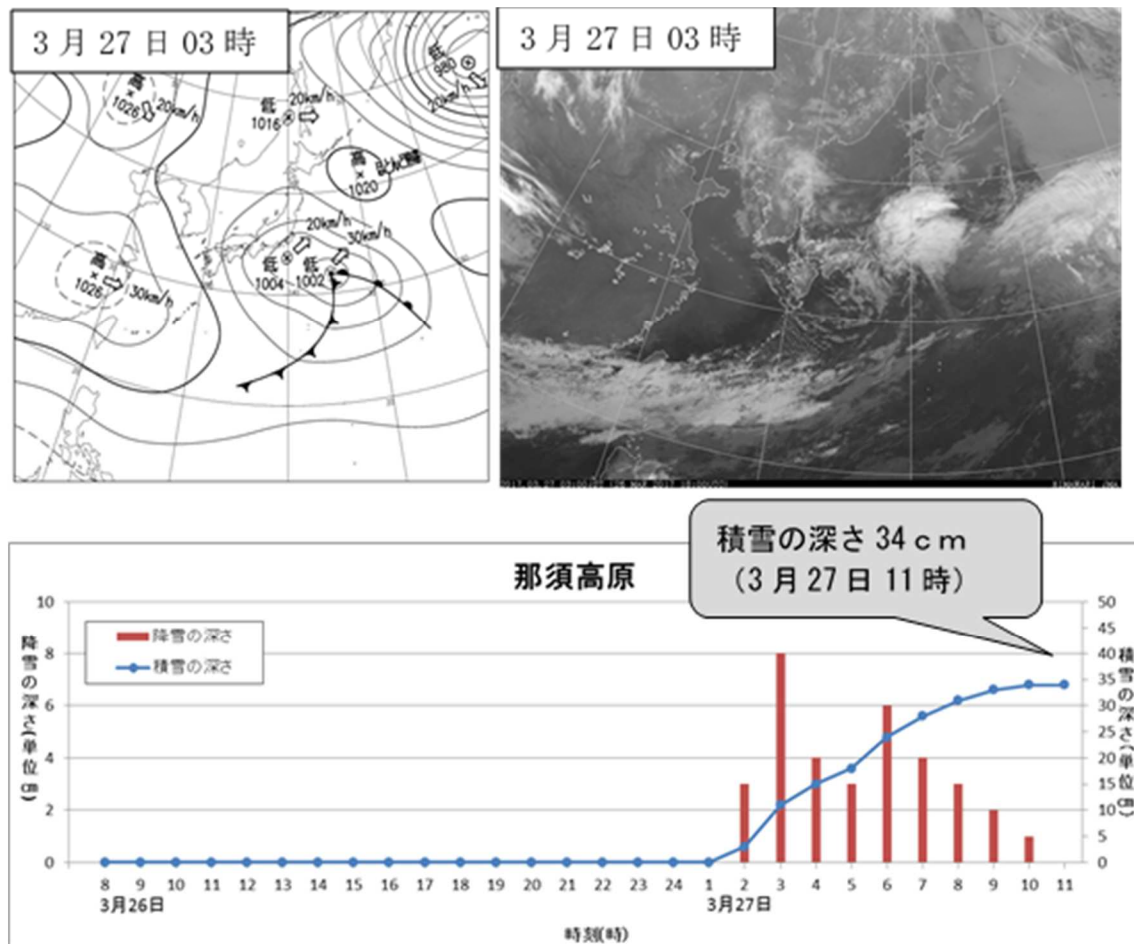 3月27日03時
高
1026
20km/h
低
1016
20km/h
低
980
20km/h
高
1020
ほぼ停滞
20km/h
30km/h
低
1004
低
1002
高
1026
30km/h
3月27日03時
積雪の深さ34cm
(3月27日11時)
那須高原
降雪の深さ
積雪の深さ
降雪の深さ(単位cm)
10
8
6
4
2
0
積雪の深さ(単位cm)
50
45
40
35
30
25
20
15
10
5
0
8 9 10 11 12 13 14 15 16 17 18 19 20 21 22 23 24 1 2 3 4 5 6 7 8 9 10 11
3月26日 3月27日
時刻(時)